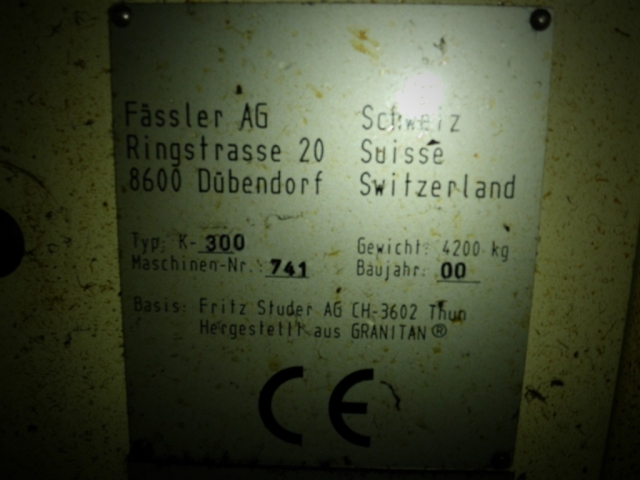 Fässler AG Schweiz
Ringstrasse 20 Suisse
8600 Dübendorf Switzerland
Typ: K-300 Gewicht: 4200 kg
Maschinen-Nr.: 741 Baujahr: 00
Basis: Fritz Studer AG CH-3602 Thun
Hergestellt aus GRANITAN®
CE